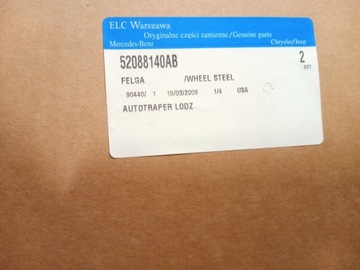 ELC Warszawa
Oryginalne części zamienne/Genuine parts
Mercedes-Benz Chrysler/Jeep
52088140AB 2
FELGA /WHEEL STEEL
90440/ 1 10/03/2009 1/4 USA
AUTOTRAPER LODZ